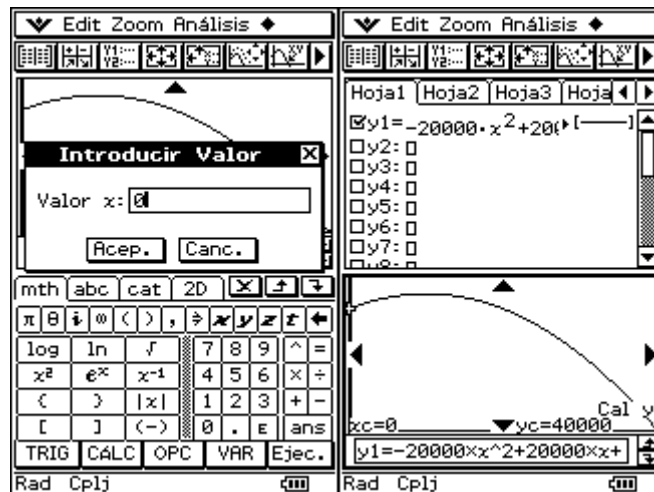 Edit Zoom Análisis
Introducir Valor X
Valor x: 0
Acep. Canc.
mth abc cat 2D
π θ i ∞ ( ) , ⇒ x y z t ←
log ln √ 7 8 9 ^ =
x² eˣ x⁻¹ 4 5 6 × ÷
( ) |x| 1 2 3 + −
[ ] (−) 0 . E ans
TRIG CALC OPC VAR Ejec.
Rad Cplj
Edit Zoom Análisis
Hoja1 Hoja2 Hoja3 Hoja
y1=-20000·x²+200
y2:
y3:
y4:
y5:
y6:
y7:
y8:
Cal y
xc=0 yc=40000
y1=-20000×x^2+20000×x+
Rad Cplj